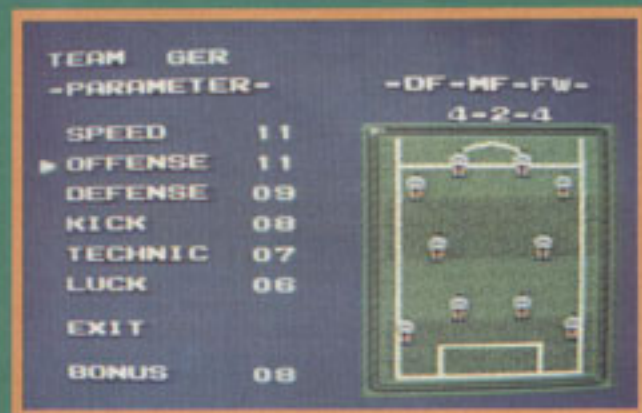 TEAM GER
-PARAMETER-
SPEED 11
OFFENSE 11
DEFENSE 09
KICK 08
TECHNIC 07
LUCK 06
EXIT
BONUS 08
-DF-MF-FW-
4-2-4